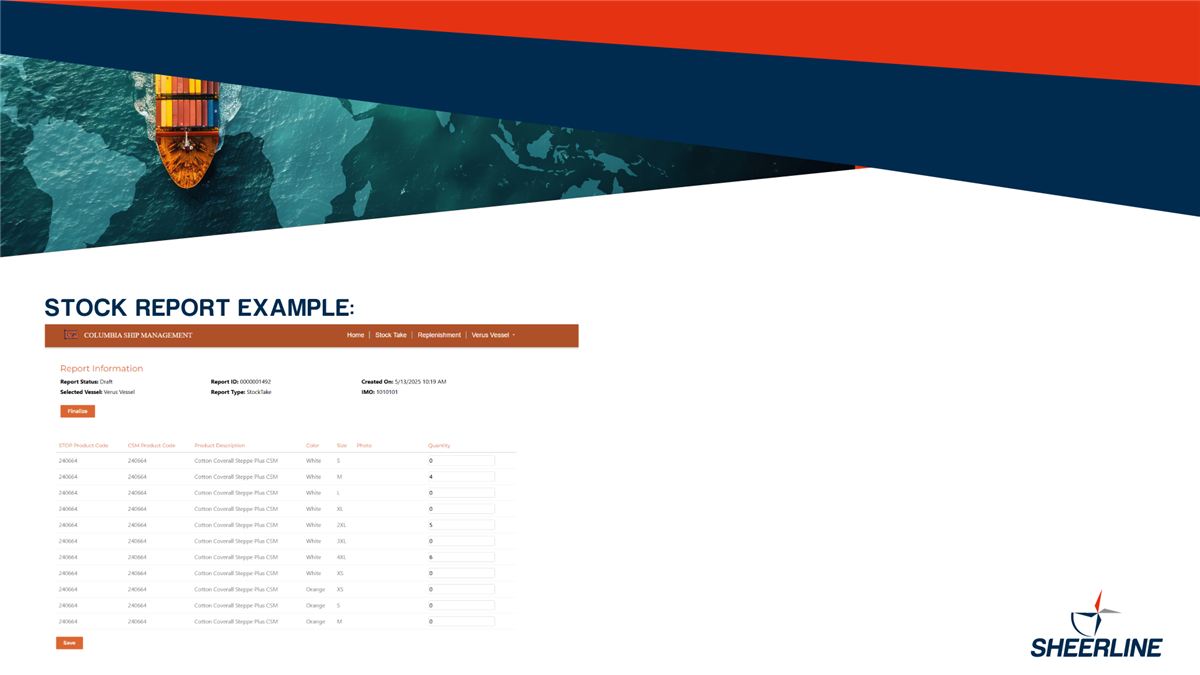 STOCK REPORT EXAMPLE:
COLUMBIA SHIP MANAGEMENT Home | Stock Take | Replenishment | Verus Vessel
Report Information
Report Status: Draft Report ID: 0000001492 Created On: 5/13/2025 10:19 AM
Selected Vessel: Verus Vessel Report Type: StockTake IMO: 1010101
Finalize
STOP Product Code CSM Product Code Product Description Color Size Photo Quantity
240664 240664 Cotton Coverall Steppe Plus CSM White S 0
240664 240664 Cotton Coverall Steppe Plus CSM White M 4
240664 240664 Cotton Coverall Steppe Plus CSM White L 0
240664 240664 Cotton Coverall Steppe Plus CSM White XL 0
240664 240664 Cotton Coverall Steppe Plus CSM White 2XL 5
240664 240664 Cotton Coverall Steppe Plus CSM White 3XL 0
240664 240664 Cotton Coverall Steppe Plus CSM White 4XL 6
240664 240664 Cotton Coverall Steppe Plus CSM White XS 0
240664 240664 Cotton Coverall Steppe Plus CSM Orange XS 0
240664 240664 Cotton Coverall Steppe Plus CSM Orange S 0
240664 240664 Cotton Coverall Steppe Plus CSM Orange M 0
Save
SHEERLINE